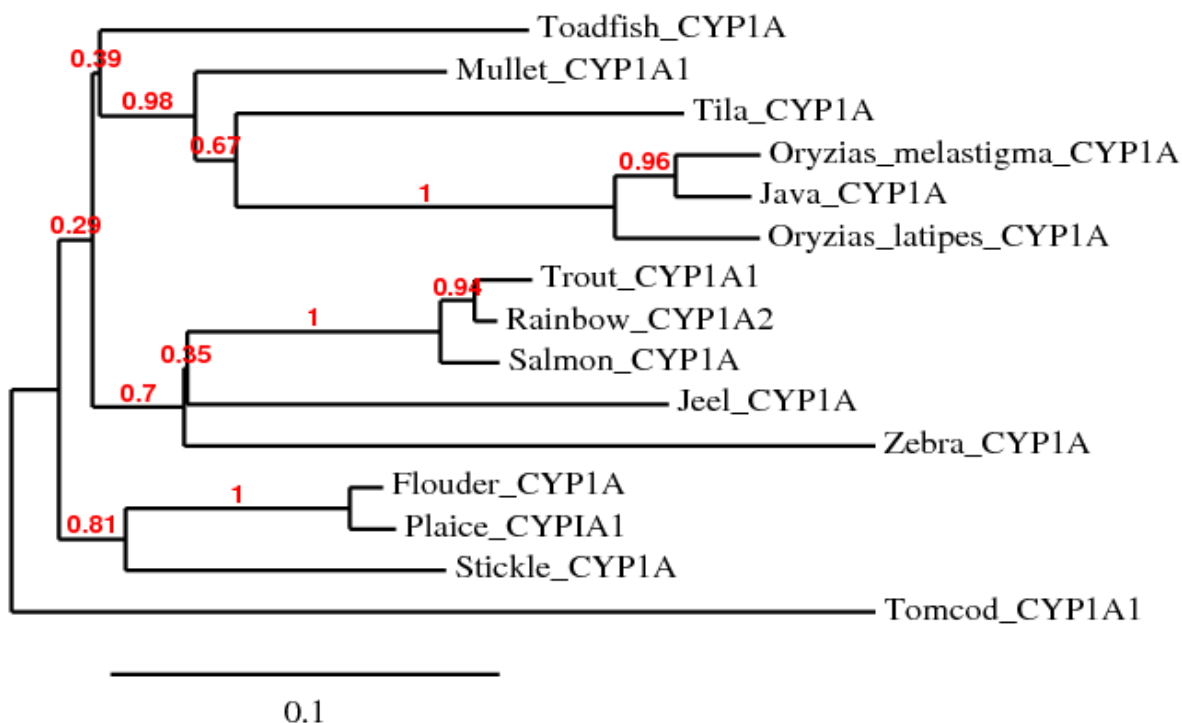 Toadfish_CYP1A
0.39
Mullet_CYP1A1
0.98
Tila_CYP1A
0.67
0.96
Oryzias_melastigma_CYP1A
1
Java_CYP1A
0.29
Oryzias_latipes_CYP1A
Trout_CYP1A1
0.94
1
Rainbow_CYP1A2
0.35
Salmon_CYP1A
0.7
Jeel_CYP1A
Zebra_CYP1A
Flouder_CYP1A
1
0.81
Plaice_CYPIA1
Stickle_CYP1A
Tomcod_CYP1A1
0.1